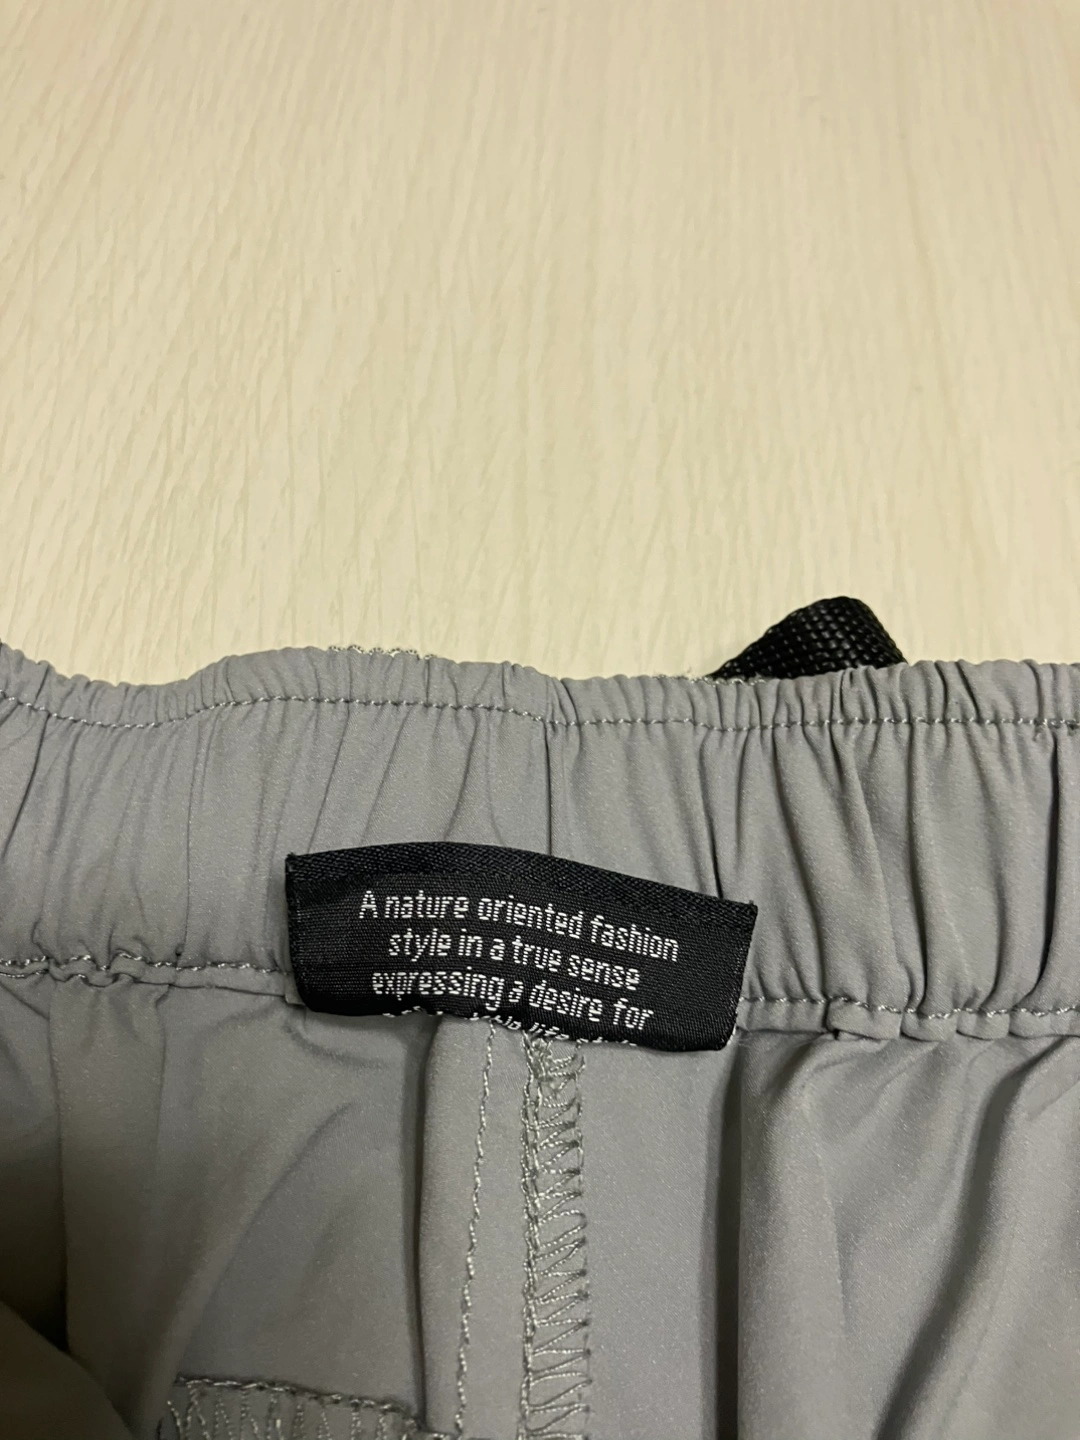 A nature oriented fashion
style in a true sense
expressing a desire for